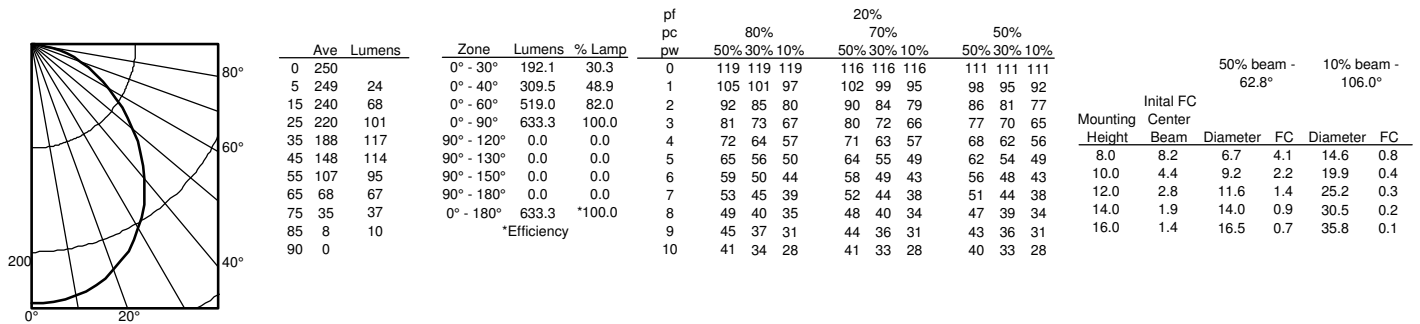 80°
60°
200
40°
0° 20°
Ave Lumens
0 250
5 249 24
15 240 68
25 220 101
35 188 117
45 148 114
55 107 95
65 68 67
75 35 37
85 8 10
90 0
Zone Lumens % Lamp
0° - 30° 192.1 30.3
0° - 40° 309.5 48.9
0° - 60° 519.0 82.0
0° - 90° 633.3 100.0
90° - 120° 0.0 0.0
90° - 130° 0.0 0.0
90° - 150° 0.0 0.0
90° - 180° 0.0 0.0
0° - 180° 633.3 *100.0
*Efficiency
pf 20%
pc 80% 70% 50%
pw 50% 30% 10% 50% 30% 10% 50% 30% 10%
0 119 119 119 116 116 116 111 111 111
1 105 101 97 102 99 95 98 95 92
2 92 85 80 90 84 79 86 81 77
3 81 73 67 80 72 66 77 70 65
4 72 64 57 71 63 57 68 62 56
5 65 56 50 64 55 49 62 54 49
6 59 50 44 58 49 43 56 48 43
7 53 45 39 52 44 38 51 44 38
8 49 40 35 48 40 34 47 39 34
9 45 37 31 44 36 31 43 36 31
10 41 34 28 41 33 28 40 33 28
50% beam - 10% beam -
62.8° 106.0°
Inital FC
Mounting Center
Height Beam Diameter FC Diameter FC
8.0 8.2 6.7 4.1 14.6 0.8
10.0 4.4 9.2 2.2 19.9 0.4
12.0 2.8 11.6 1.4 25.2 0.3
14.0 1.9 14.0 0.9 30.5 0.2
16.0 1.4 16.5 0.7 35.8 0.1